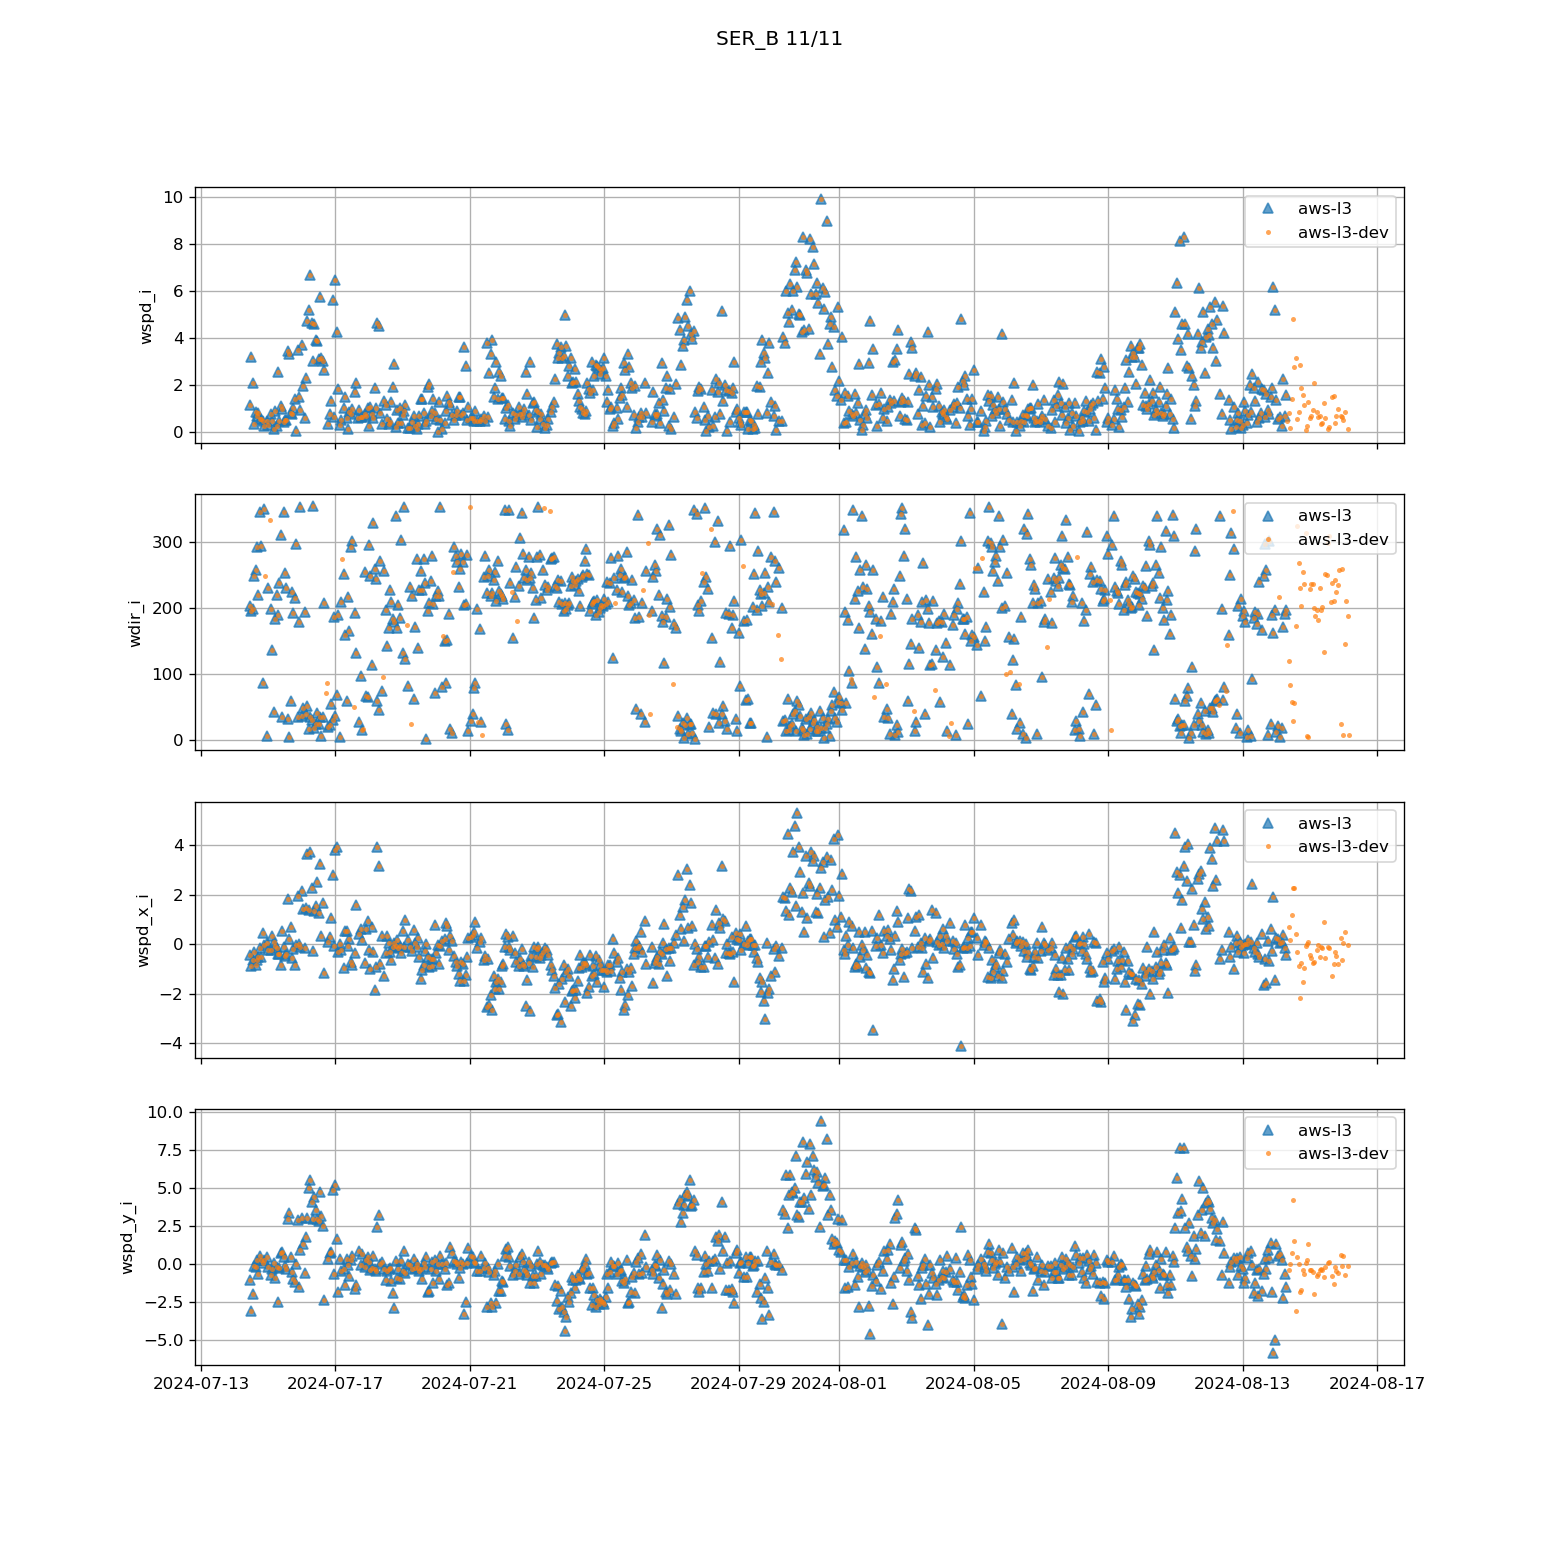 SER_B 11/11
10
8
6
4
2
0
wspd_i
aws-l3
aws-l3-dev
300
200
100
0
wdir_i
aws-l3
aws-l3-dev
4
2
0
−2
−4
wspd_x_i
aws-l3
aws-l3-dev
10.0
7.5
5.0
2.5
0.0
−2.5
−5.0
wspd_y_i
aws-l3
aws-l3-dev
2024-07-13 2024-07-17 2024-07-21 2024-07-25 2024-07-29 2024-08-01 2024-08-05 2024-08-09 2024-08-13 2024-08-17